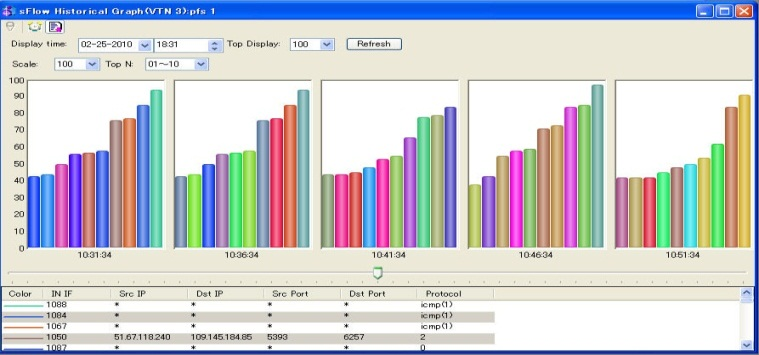 sFlow Historical Graph(VTN 3):pfs 1
Display time: 02-25-2010 18:31 Top Display: 100 Refresh
Scale: 100 Top N: 01～10
100
90
80
70
60
50
40
30
20
10
0
10:31:34 10:36:34 10:41:34 10:46:34 10:51:34
Color IN IF Src IP Dst IP Src Port Dst Port Protocol
1088 * * * * icmp(1)
1084 * * * * icmp(1)
1067 * * * * icmp(1)
1050 51.67.118.240 109.145.184.85 5393 6257 2
1087 * * * * 0